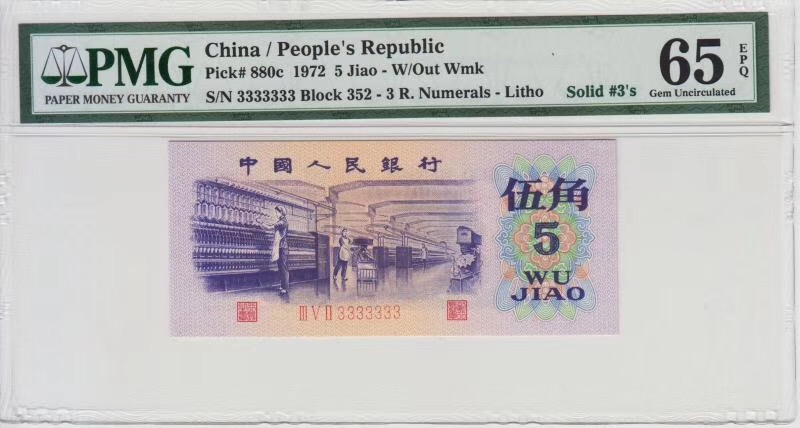 PMG
PAPER MONEY GUARANTY
China / People's Republic
Pick# 880c 1972 5 Jiao - W/Out Wmk
S/N 3333333 Block 352 - 3 R. Numerals - Litho Solid #3's
65 EPQ
Gem Uncirculated
中國人民銀行
伍角
5
WU
JIAO
III V II 3333333